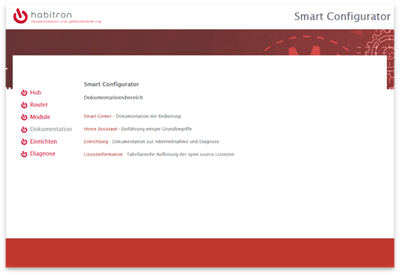 habitron
hausautomation und gebäudesteuerung
Smart Configurator
Smart Configurator
Dokumentationsbereich
Hub
Router
Module
Dokumentation
Einrichten
Diagnose
Smart Center - Dokumentation der Bedienung
Home Assistant - Einführung einiger Grundbegriffe
Einrichtung - Dokumentation zur Inbetriebnahme und Diagnose
Lizenzinformation - Tabellarische Auflistung der open source Lizenzen